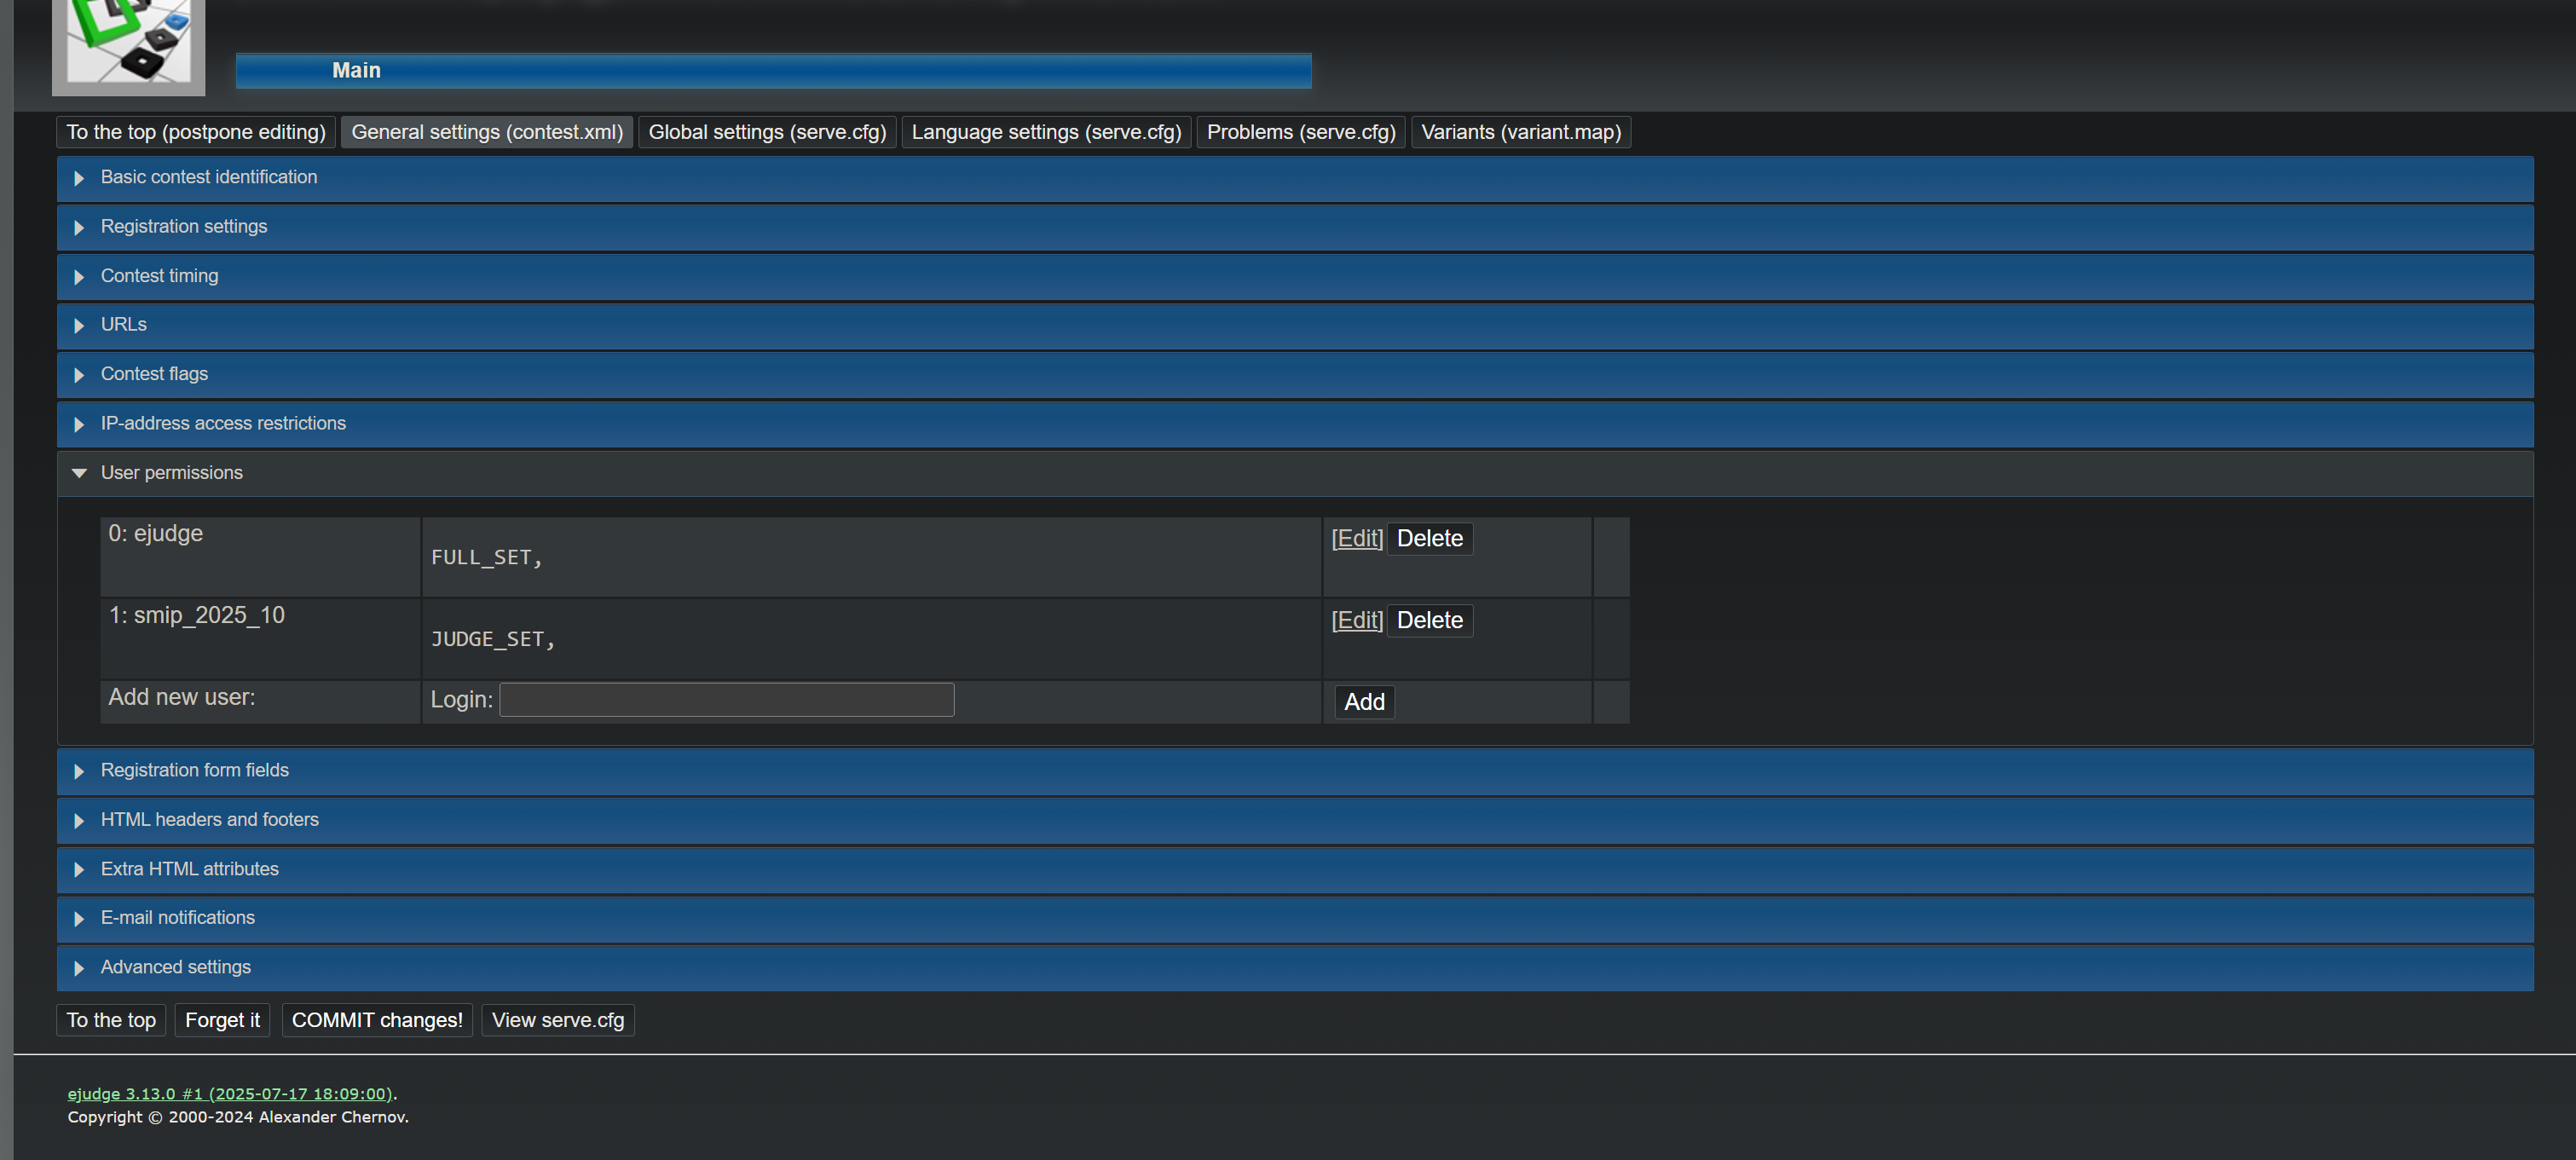 Main
To the top (postpone editing) General settings (contest.xml) Global settings (serve.cfg) Language settings (serve.cfg) Problems (serve.cfg) Variants (variant.map)
Basic contest identification
Registration settings
Contest timing
URLs
Contest flags
IP-address access restrictions
User permissions
0: ejudge FULL_SET, [Edit] Delete
1: smip_2025_10 JUDGE_SET, [Edit] Delete
Add new user: Login: Add
Registration form fields
HTML headers and footers
Extra HTML attributes
E-mail notifications
Advanced settings
To the top Forget it COMMIT changes! View serve.cfg
ejudge 3.13.0 #1 (2025-07-17 18:09:00).
Copyright © 2000-2024 Alexander Chernov.